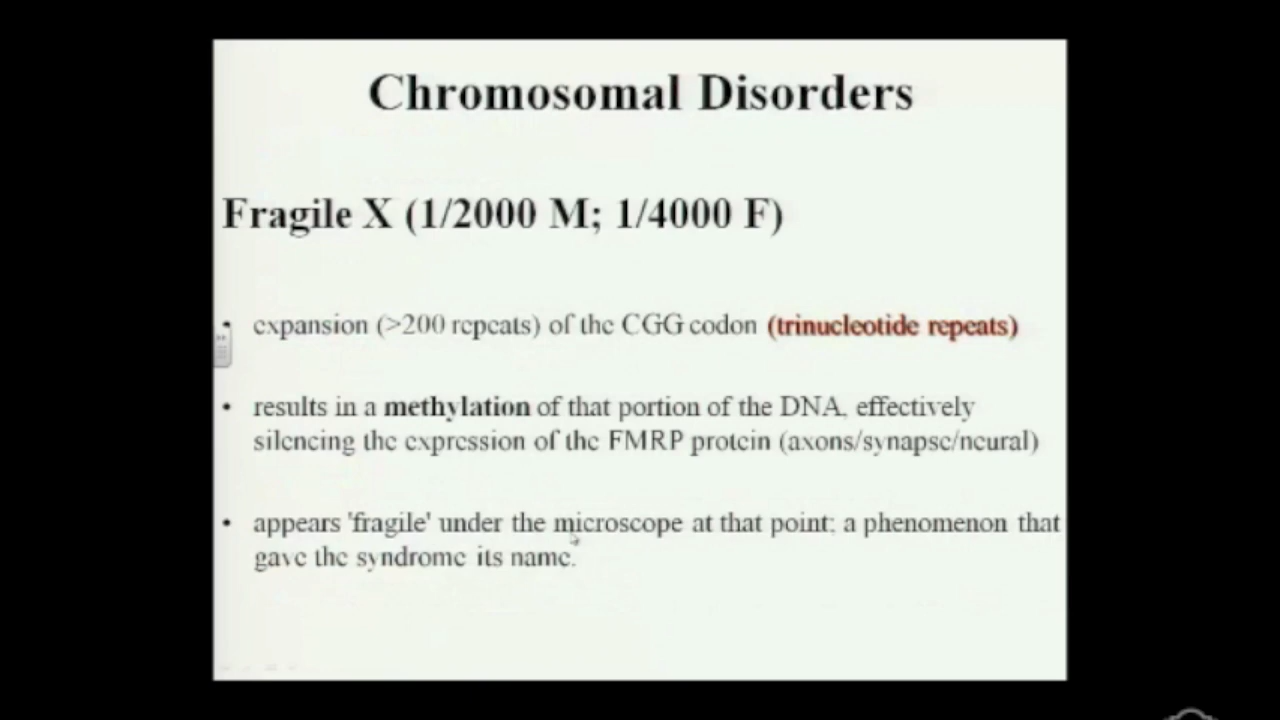 Chromosomal Disorders
Fragile X (1/2000 M; 1/4000 F)
• expansion (>200 repeats) of the CGG codon (trinucleotide repeats)
• results in a methylation of that portion of the DNA, effectively
silencing the expression of the FMRP protein (axons/synapse/neural)
• appears 'fragile' under the microscope at that point; a phenomenon that
gave the syndrome its name.